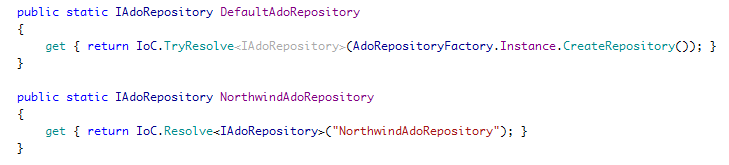 public static IAdoRepository DefaultAdoRepository
{
get { return IoC.TryResolve<IAdoRepository>(AdoRepositoryFactory.Instance.CreateRepository()); }
}
public static IAdoRepository NorthwindAdoRepository
{
get { return IoC.Resolve<IAdoRepository>("NorthwindAdoRepository"); }
}